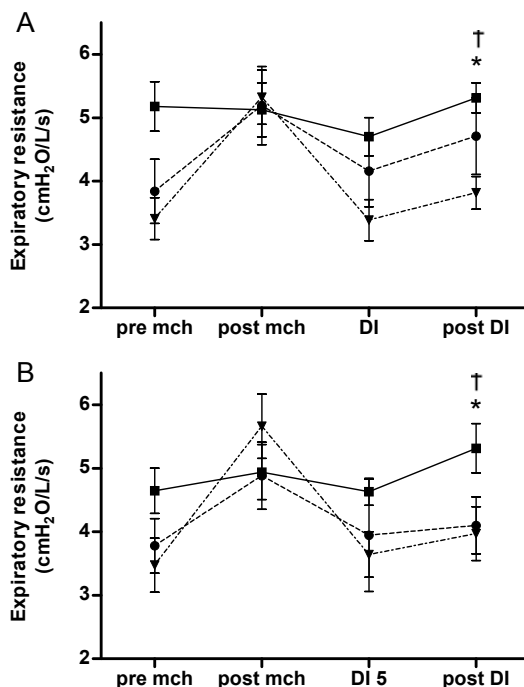 A
6
†
*
5
4
3
2
Expiratory resistance
(cmH₂O/L/s)
pre mch post mch DI post DI
B
6
†
*
5
4
3
2
Expiratory resistance
(cmH₂O/L/s)
pre mch post mch DI 5 post DI